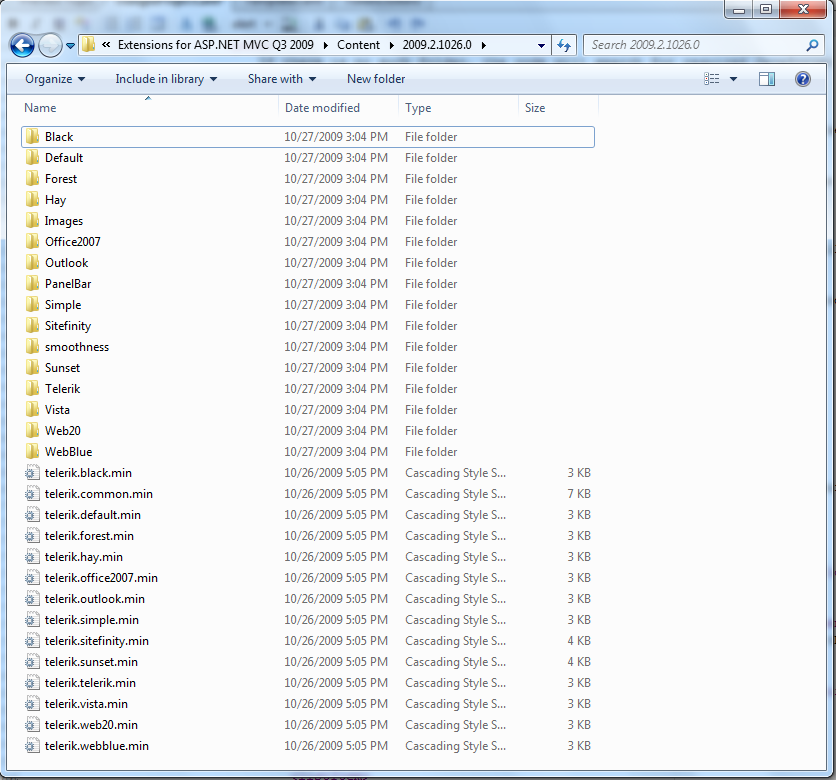 « Extensions for ASP.NET MVC Q3 2009 ▸ Content ▸ 2009.2.1026.0 ▸ Search 2009.2.1026.0
Organize Include in library Share with New folder
Name Date modified Type Size
Black 10/27/2009 3:04 PM File folder
Default 10/27/2009 3:04 PM File folder
Forest 10/27/2009 3:04 PM File folder
Hay 10/27/2009 3:04 PM File folder
Images 10/27/2009 3:04 PM File folder
Office2007 10/27/2009 3:04 PM File folder
Outlook 10/27/2009 3:04 PM File folder
PanelBar 10/27/2009 3:04 PM File folder
Simple 10/27/2009 3:04 PM File folder
Sitefinity 10/27/2009 3:04 PM File folder
smoothness 10/27/2009 3:04 PM File folder
Sunset 10/27/2009 3:04 PM File folder
Telerik 10/27/2009 3:04 PM File folder
Vista 10/27/2009 3:04 PM File folder
Web20 10/27/2009 3:04 PM File folder
WebBlue 10/27/2009 3:04 PM File folder
telerik.black.min 10/26/2009 5:05 PM Cascading Style S... 3 KB
telerik.common.min 10/26/2009 5:05 PM Cascading Style S... 7 KB
telerik.default.min 10/26/2009 5:05 PM Cascading Style S... 3 KB
telerik.forest.min 10/26/2009 5:05 PM Cascading Style S... 3 KB
telerik.hay.min 10/26/2009 5:05 PM Cascading Style S... 3 KB
telerik.office2007.min 10/26/2009 5:05 PM Cascading Style S... 3 KB
telerik.outlook.min 10/26/2009 5:05 PM Cascading Style S... 3 KB
telerik.simple.min 10/26/2009 5:05 PM Cascading Style S... 3 KB
telerik.sitefinity.min 10/26/2009 5:05 PM Cascading Style S... 4 KB
telerik.sunset.min 10/26/2009 5:05 PM Cascading Style S... 4 KB
telerik.telerik.min 10/26/2009 5:05 PM Cascading Style S... 3 KB
telerik.vista.min 10/26/2009 5:05 PM Cascading Style S... 3 KB
telerik.web20.min 10/26/2009 5:05 PM Cascading Style S... 3 KB
telerik.webblue.min 10/26/2009 5:05 PM Cascading Style S... 3 KB